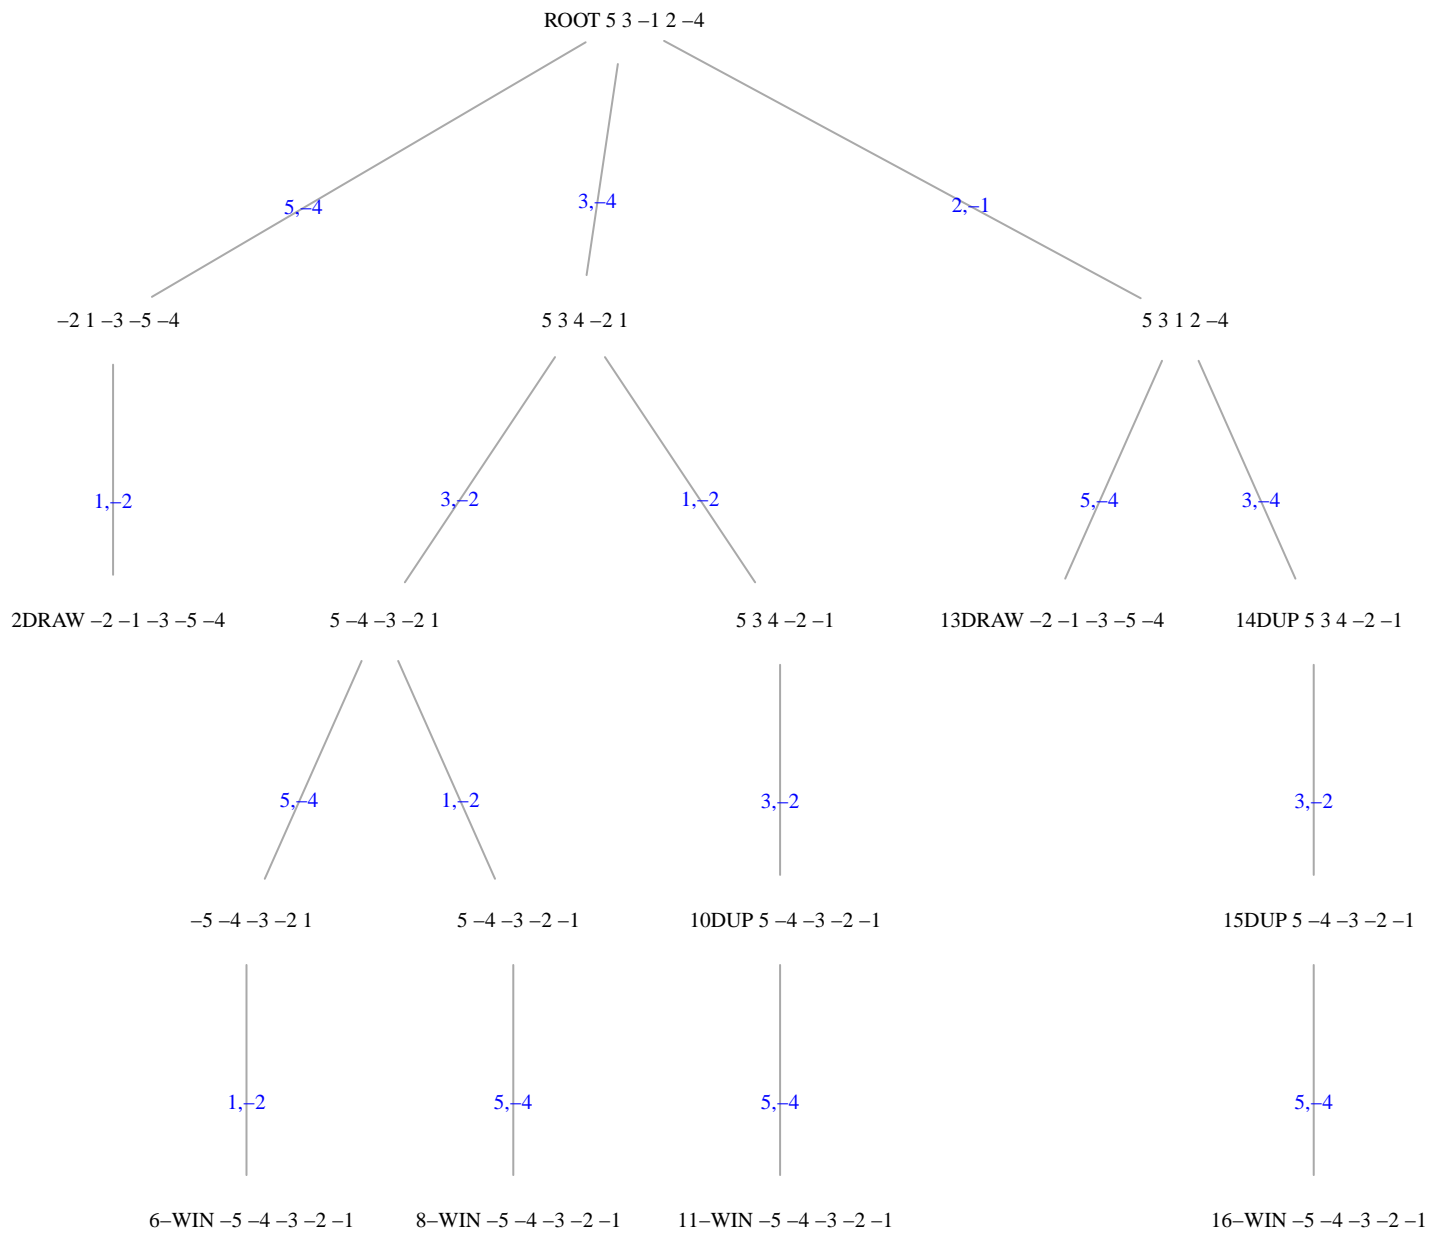 ROOT 5 3 –1 2 –4
5,–4
3,–4
2,–1
–2 1 –3 –5 –4
5 3 4 –2 1
5 3 1 2 –4
1,–2
3,–2
1,–2
5,–4
3,–4
2DRAW –2 –1 –3 –5 –4
5 –4 –3 –2 1
5 3 4 –2 –1
13DRAW –2 –1 –3 –5 –4
14DUP 5 3 4 –2 –1
5,–4
1,–2
3,–2
3,–2
–5 –4 –3 –2 1
5 –4 –3 –2 –1
10DUP 5 –4 –3 –2 –1
15DUP 5 –4 –3 –2 –1
1,–2
5,–4
5,–4
5,–4
6–WIN –5 –4 –3 –2 –1
8–WIN –5 –4 –3 –2 –1
11–WIN –5 –4 –3 –2 –1
16–WIN –5 –4 –3 –2 –1